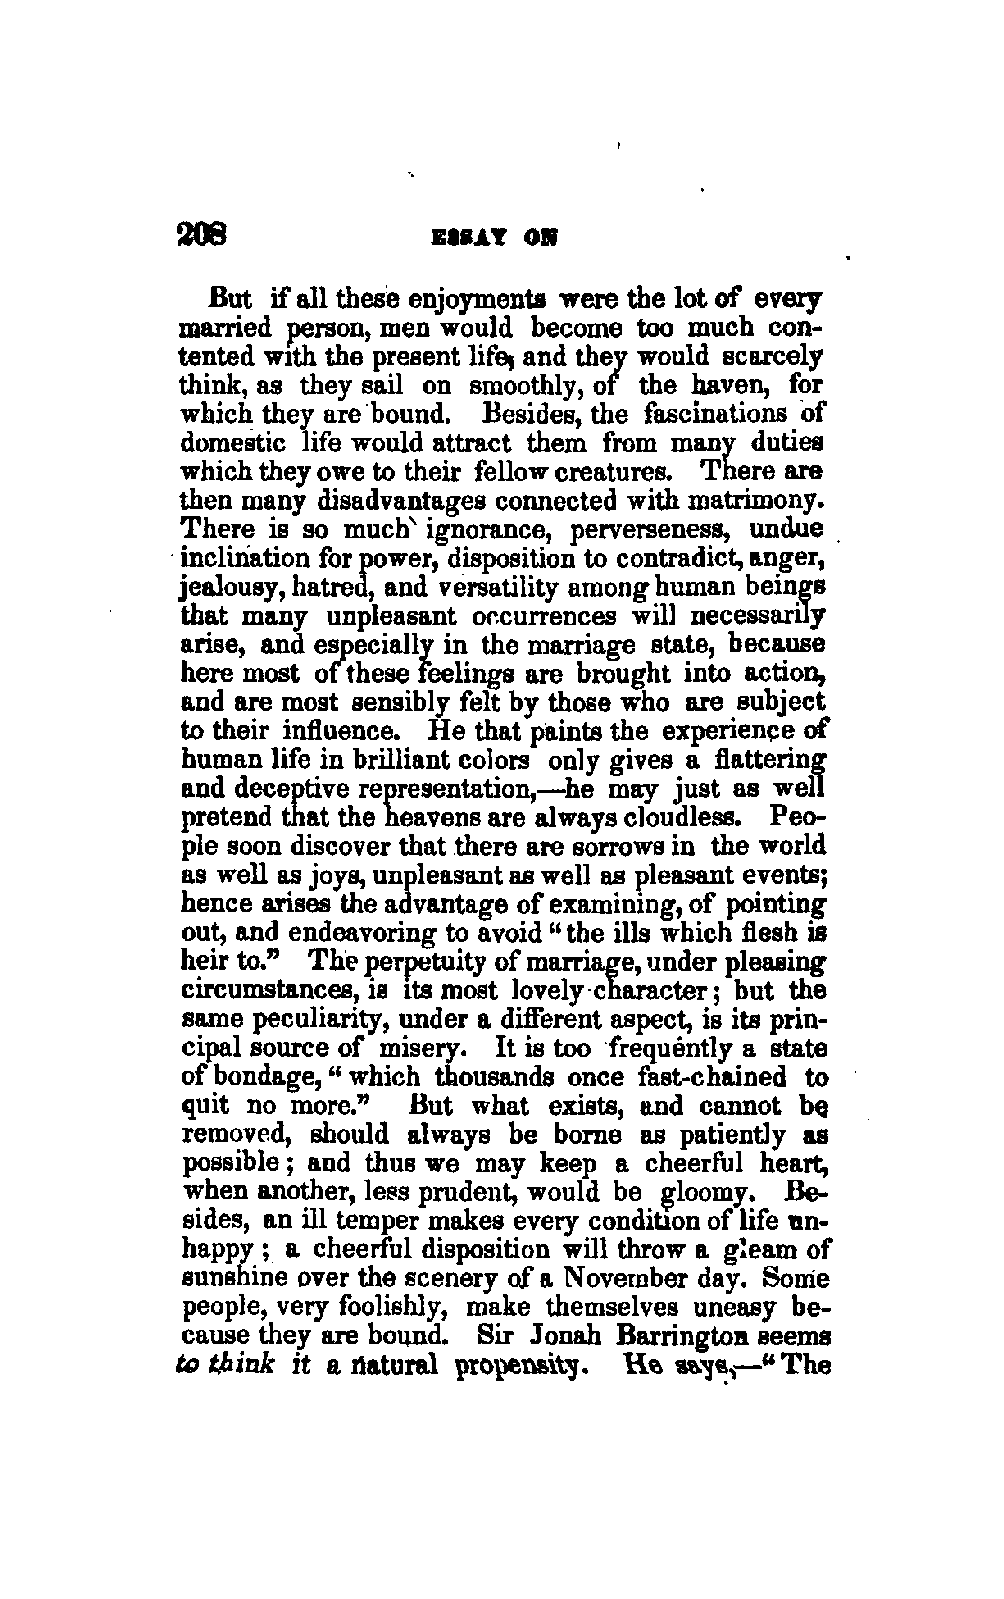 208 ESSAY ON
But if all these enjoyments were the lot of every
married person, men would become too much con-
tented with the present life, and they would scarcely
think, as they sail on smoothly, of the haven, for
which they are bound. Besides, the fascinations of
domestic life would attract them from many duties
which they owe to their fellow creatures. There are
then many disadvantages connected with matrimony.
There is so much ignorance, perverseness, undue
inclination for power, disposition to contradict, anger,
jealousy, hatred, and versatility among human beings
that many unpleasant occurrences will necessarily
arise, and especially in the marriage state, because
here most of these feelings are brought into action,
and are most sensibly felt by those who are subject
to their influence. He that paints the experience of
human life in brilliant colors only gives a flattering
and deceptive representation,—he may just as well
pretend that the heavens are always cloudless. Peo-
ple soon discover that there are sorrows in the world
as well as joys, unpleasant as well as pleasant events;
hence arises the advantage of examining, of pointing
out, and endeavoring to avoid "the ills which flesh is
heir to." The perpetuity of marriage, under pleasing
circumstances, is its most lovely character; but the
same peculiarity, under a different aspect, is its prin-
cipal source of misery. It is too frequently a state
of bondage, "which thousands once fast-chained to
quit no more." But what exists, and cannot be
removed, should always be borne as patiently as
possible; and thus we may keep a cheerful heart,
when another, less prudent, would be gloomy. Be-
sides, an ill temper makes every condition of life un-
happy; a cheerful disposition will throw a gleam of
sunshine over the scenery of a November day. Some
people, very foolishly, make themselves uneasy be-
cause they are bound. Sir Jonah Barrington seems
to think it a natural propensity. He says,—"The